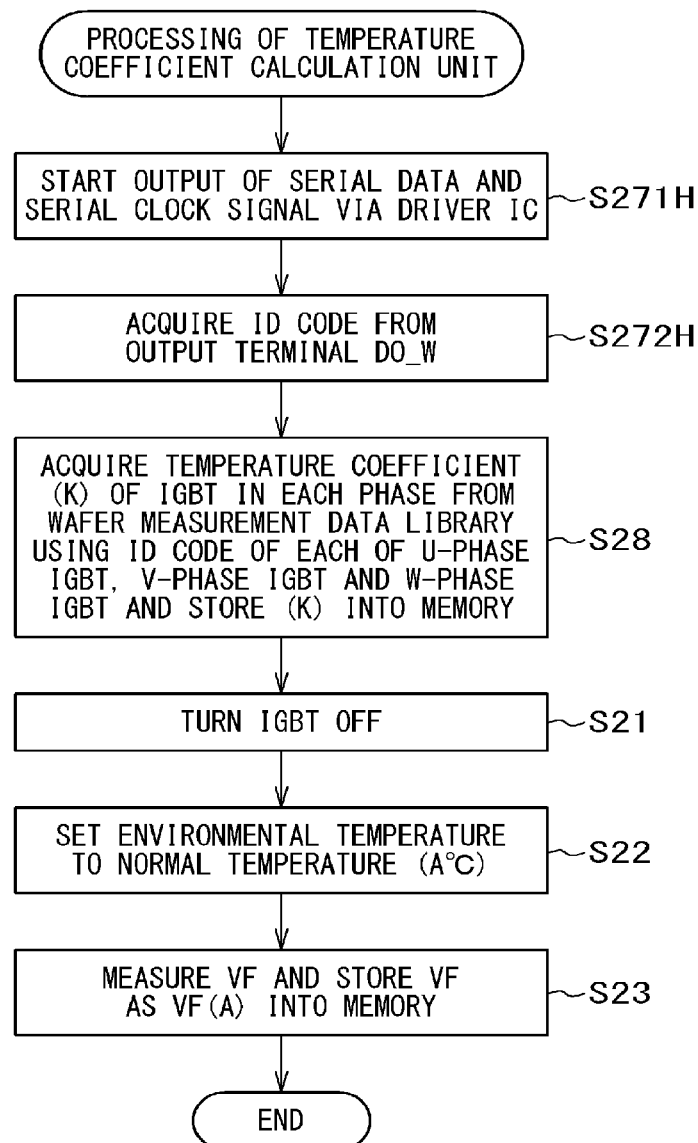 PROCESSING OF TEMPERATURE
COEFFICIENT CALCULATION UNIT
START OUTPUT OF SERIAL DATA AND
SERIAL CLOCK SIGNAL VIA DRIVER IC
S271H
ACQUIRE ID CODE FROM
OUTPUT TERMINAL DO_W
S272H
ACQUIRE TEMPERATURE COEFFICIENT
(K) OF IGBT IN EACH PHASE FROM
WAFER MEASUREMENT DATA LIBRARY
USING ID CODE OF EACH OF U-PHASE
IGBT, V-PHASE IGBT AND W-PHASE
IGBT AND STORE (K) INTO MEMORY
S28
TURN IGBT OFF
S21
SET ENVIRONMENTAL TEMPERATURE
TO NORMAL TEMPERATURE (A℃)
S22
MEASURE VF AND STORE VF
AS VF(A) INTO MEMORY
S23
END